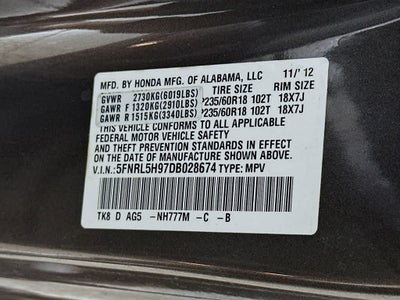 MFD. BY HONDA MFG. OF ALABAMA, LLC 11/'12
GVWR 2730KG(6019LBS) TIRE SIZE RIM SIZE
GAWR F 1320KG(2910LBS) P235/60R18 102T 18X7J
GAWR R 1515KG(3340LBS) P235/60R18 102T 18X7J
THIS VEHICLE CONFORMS TO ALL APPLICABLE
FEDERAL MOTOR VEHICLE SAFETY
AND THEFT PREVENTION STANDARDS IN EFFECT
ON THE DATE OF MANUFACTURE SHOWN ABOVE.
V.I.N.: 5FNRL5H97DB028674 TYPE: MPV
TK8 D AG5 -NH777M -C -B